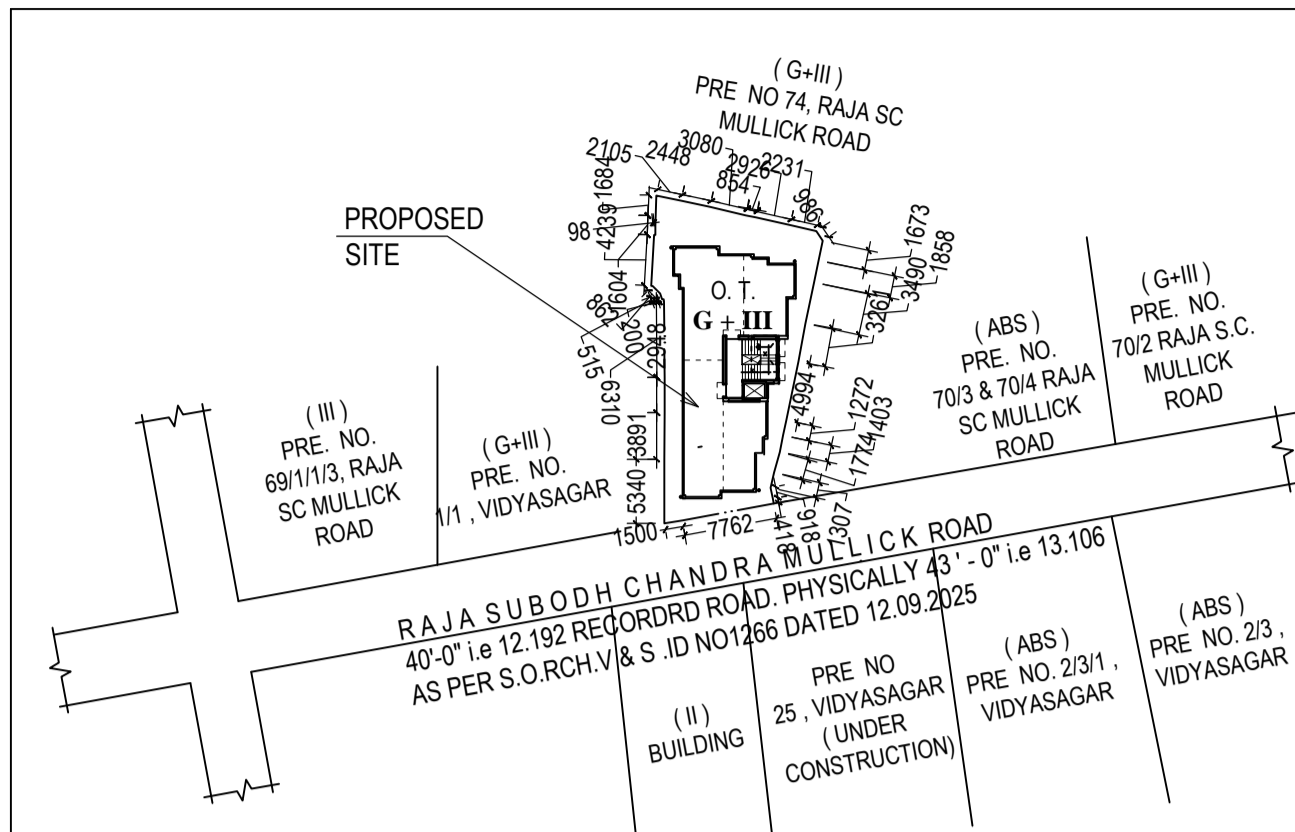 ( G+III )
PRE NO 74, RAJA SC
MULLICK ROAD
2105
2448
3080
854
2926
2231
986
1684
98
4239
1604
862
200
515
6310
2948
3891
5340
1500
7762
418
918
1307
1774
1403
1272
4994
3261
3490
1858
1673
PROPOSED
SITE
O. T.
G + III
( III )
PRE. NO.
69/1/1/3, RAJA
SC MULLICK
ROAD
( G+III )
PRE. NO.
1/1 , VIDYASAGAR
( ABS )
PRE. NO.
70/3 & 70/4 RAJA
SC MULLICK
ROAD
( G+III )
PRE. NO.
70/2 RAJA S.C.
MULLICK
ROAD
RAJA SUBODH CHANDRA MULLICK ROAD
40'-0" i.e 12.192 RECORDRD ROAD. PHYSICALLY 43 ' - 0" i.e 13.106
AS PER S.O.RCH.V & S .ID NO1266 DATED 12.09.2025
( II )
BUILDING
PRE NO
25 , VIDYASAGAR
( UNDER
CONSTRUCTION)
( ABS )
PRE NO. 2/3/1 ,
VIDYASAGAR
( ABS )
PRE NO. 2/3 ,
VIDYASAGAR